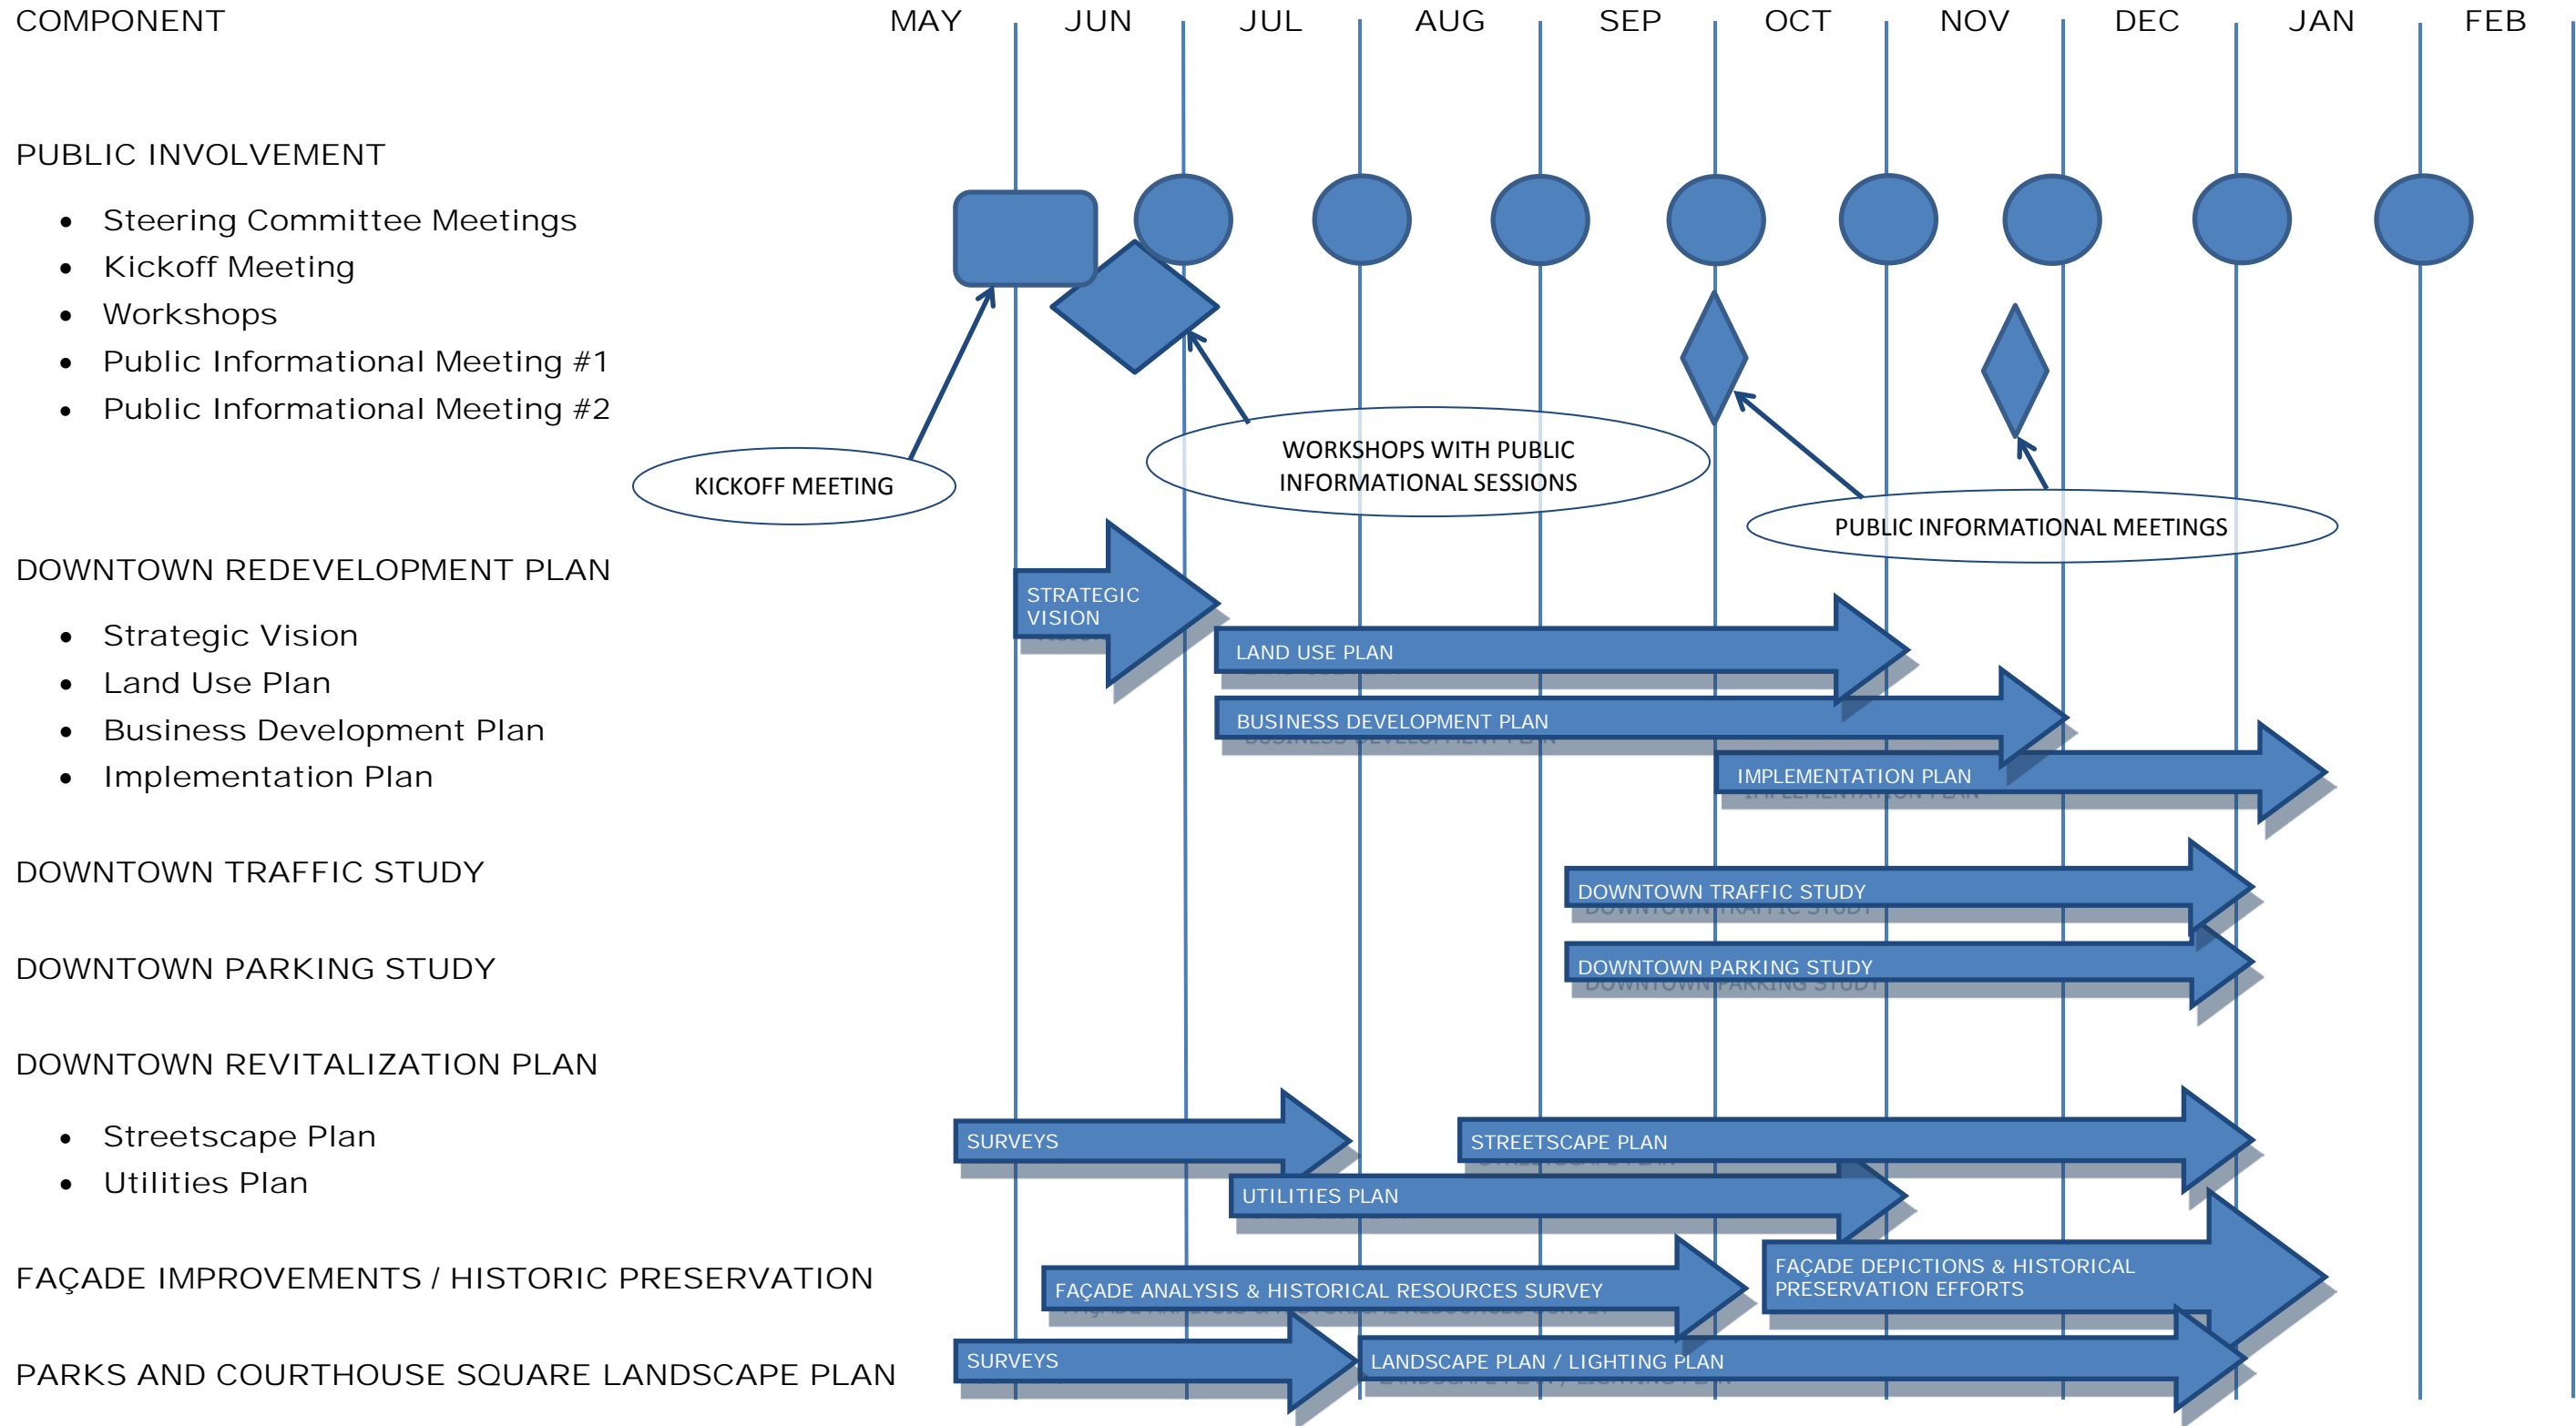 COMPONENT MAY JUN JUL AUG SEP OCT NOV DEC JAN FEB
PUBLIC INVOLVEMENT
• Steering Committee Meetings
• Kickoff Meeting
• Workshops
• Public Informational Meeting #1
• Public Informational Meeting #2
KICKOFF MEETING
WORKSHOPS WITH PUBLIC
INFORMATIONAL SESSIONS
PUBLIC INFORMATIONAL MEETINGS
DOWNTOWN REDEVELOPMENT PLAN
• Strategic Vision
• Land Use Plan
• Business Development Plan
• Implementation Plan
STRATEGIC
VISION
LAND USE PLAN
BUSINESS DEVELOPMENT PLAN
IMPLEMENTATION PLAN
DOWNTOWN TRAFFIC STUDY
DOWNTOWN TRAFFIC STUDY
DOWNTOWN PARKING STUDY
DOWNTOWN PARKING STUDY
DOWNTOWN REVITALIZATION PLAN
• Streetscape Plan
• Utilities Plan
SURVEYS
STREETSCAPE PLAN
UTILITIES PLAN
FAÇADE IMPROVEMENTS / HISTORIC PRESERVATION
FAÇADE ANALYSIS & HISTORICAL RESOURCES SURVEY
FAÇADE DEPICTIONS & HISTORICAL
PRESERVATION EFFORTS
PARKS AND COURTHOUSE SQUARE LANDSCAPE PLAN
SURVEYS
LANDSCAPE PLAN / LIGHTING PLAN